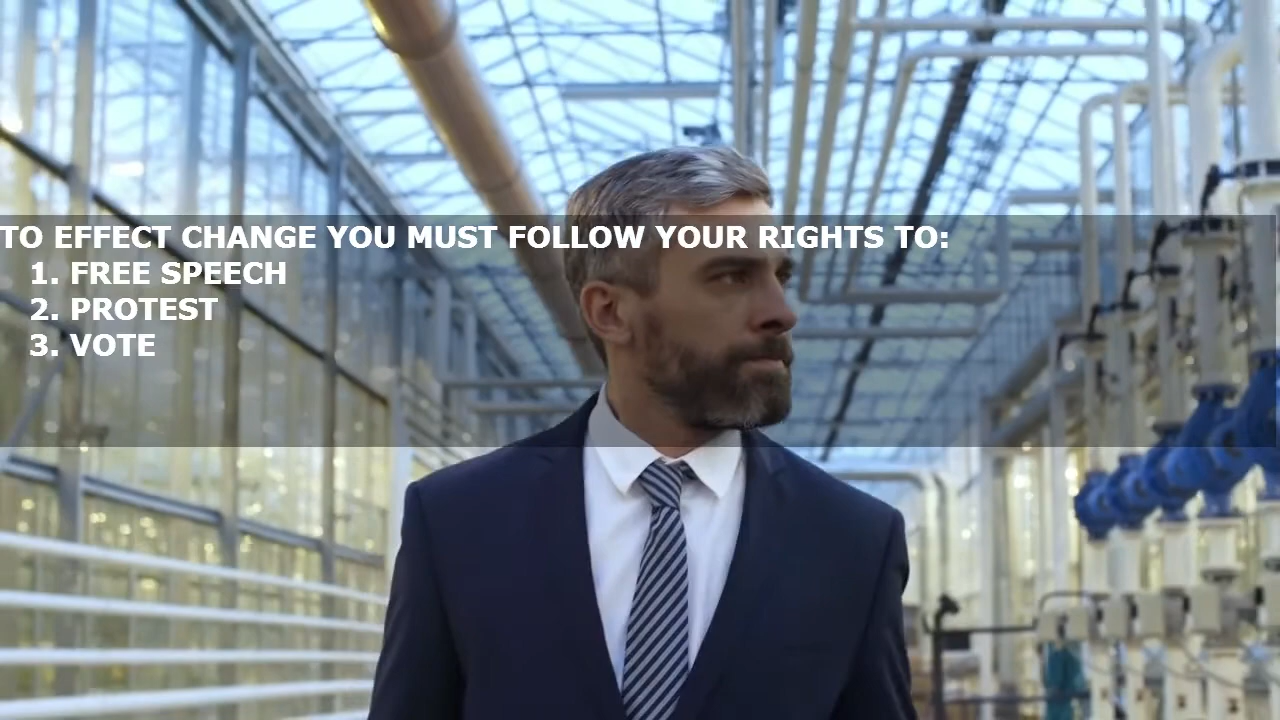 TO EFFECT CHANGE YOU MUST FOLLOW YOUR RIGHTS TO:
1. FREE SPEECH
2. PROTEST
3. VOTE